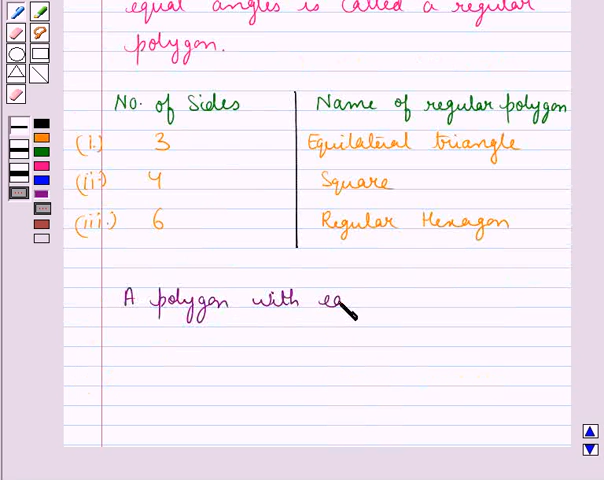 equal angles is called a regular
polygon.
No. of Sides Name of regular polygon
(i.) 3 Equilateral triangle
(ii.) 4 Square
(iii.) 6 Regular Hexagon
A polygon with